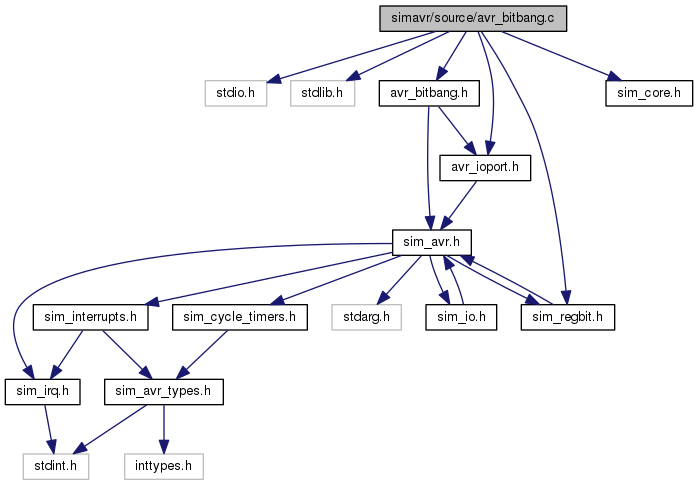 simavr/source/avr_bitbang.c
stdio.h
stdlib.h
avr_bitbang.h
sim_core.h
avr_ioport.h
sim_avr.h
sim_interrupts.h
sim_cycle_timers.h
stdarg.h
sim_io.h
sim_regbit.h
sim_irq.h
sim_avr_types.h
stdint.h
inttypes.h